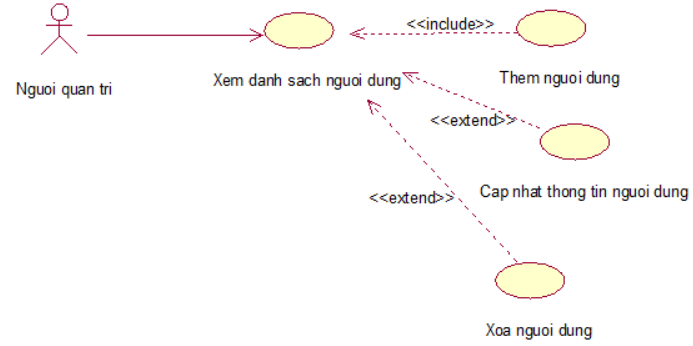 <<include>>
Xem danh sach nguoi dung
Them nguoi dung
Nguoi quan tri
<<extend>>
Cap nhat thong tin nguoi dung
<<extend>>
Xoa nguoi dung